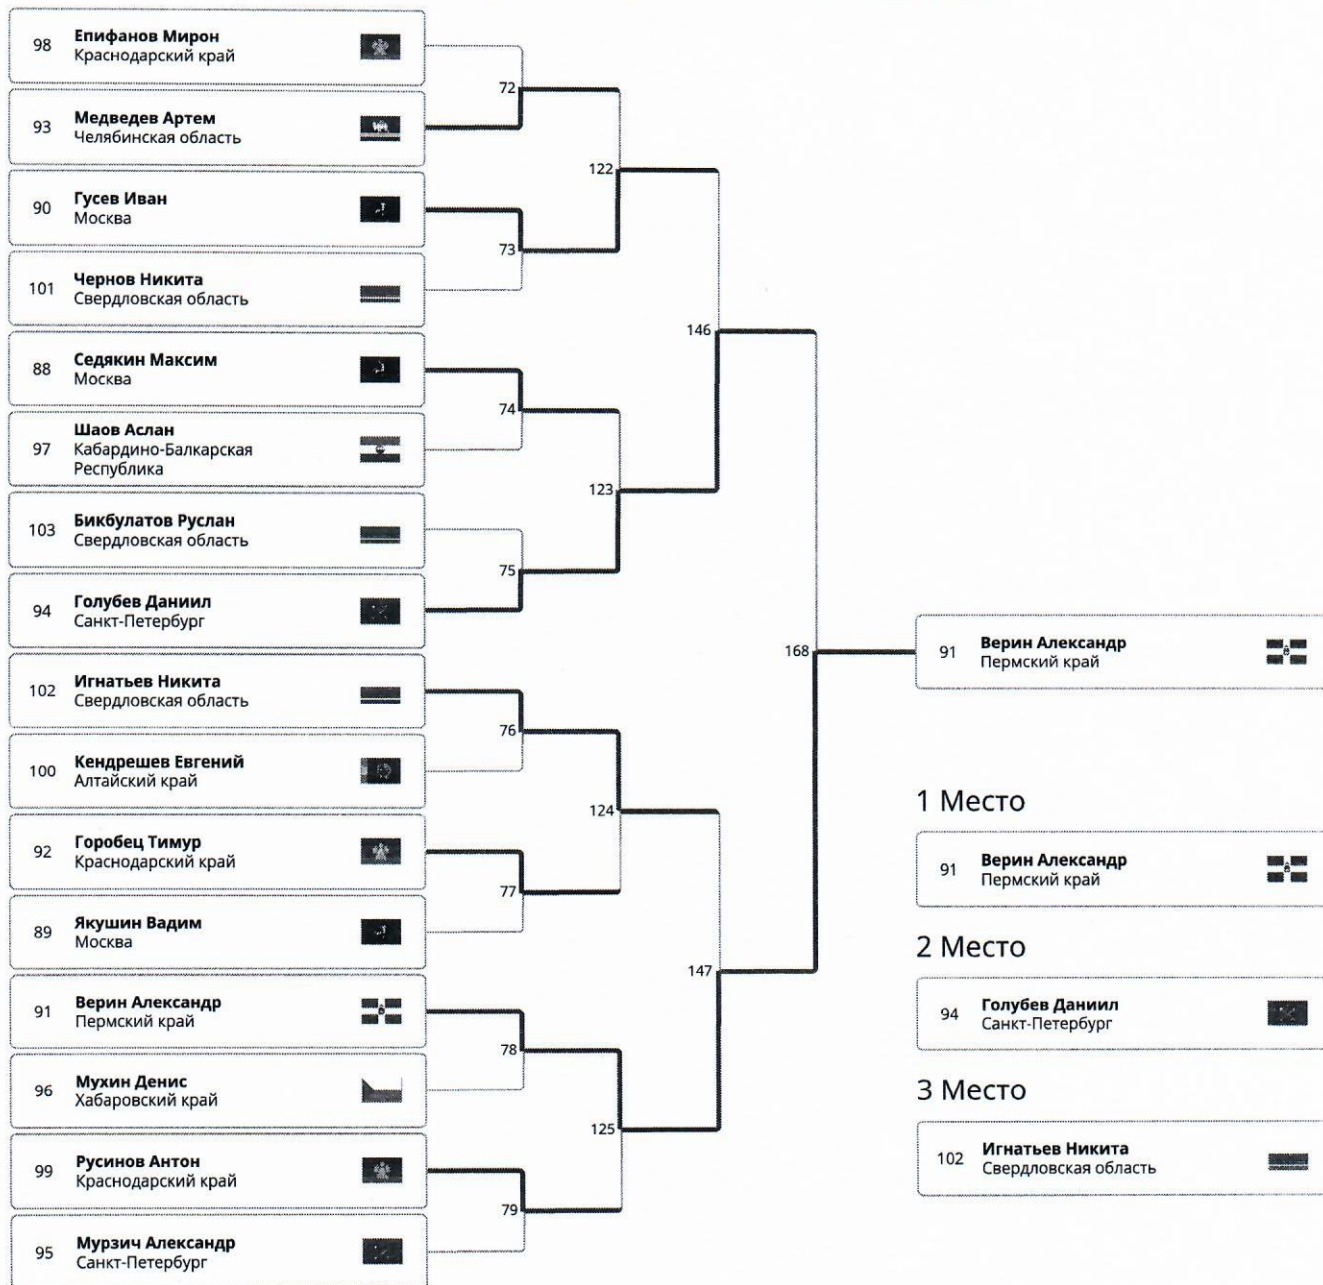 98
Епифанов Мирон
Краснодарский край
93
Медведев Артем
Челябинская область
90
Гусев Иван
Москва
101
Чернов Никита
Свердловская область
88
Седякин Максим
Москва
97
Шаов Аслан
Кабардино-Балкарская
Республика
103
Бикбулатов Руслан
Свердловская область
94
Голубев Даниил
Санкт-Петербург
102
Игнатьев Никита
Свердловская область
100
Кендрешев Евгений
Алтайский край
92
Горобец Тимур
Краснодарский край
89
Якушин Вадим
Москва
91
Верин Александр
Пермский край
96
Мухин Денис
Хабаровский край
99
Русинов Антон
Краснодарский край
95
Мурзич Александр
Санкт-Петербург
72
73
74
75
76
77
78
79
122
123
124
125
146
147
168
91
Верин Александр
Пермский край
1 Место
91
Верин Александр
Пермский край
2 Место
94
Голубев Даниил
Санкт-Петербург
3 Место
102
Игнатьев Никита
Свердловская область